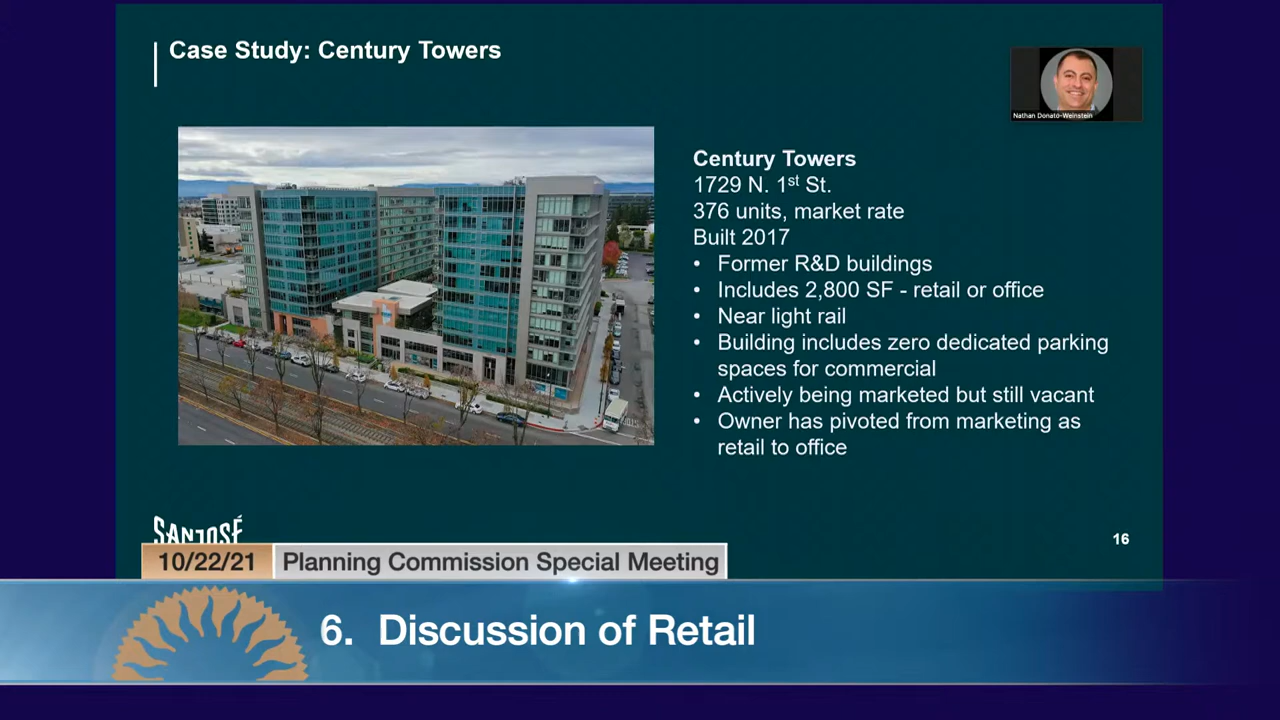 Case Study: Century Towers
Nathan Donato-Weinstein
Century Towers
1729 N. 1st St.
376 units, market rate
Built 2017
• Former R&D buildings
• Includes 2,800 SF - retail or office
• Near light rail
• Building includes zero dedicated parking
spaces for commercial
• Actively being marketed but still vacant
• Owner has pivoted from marketing as
retail to office
SAN JOSÉ
16
10/22/21 Planning Commission Special Meeting
6. Discussion of Retail